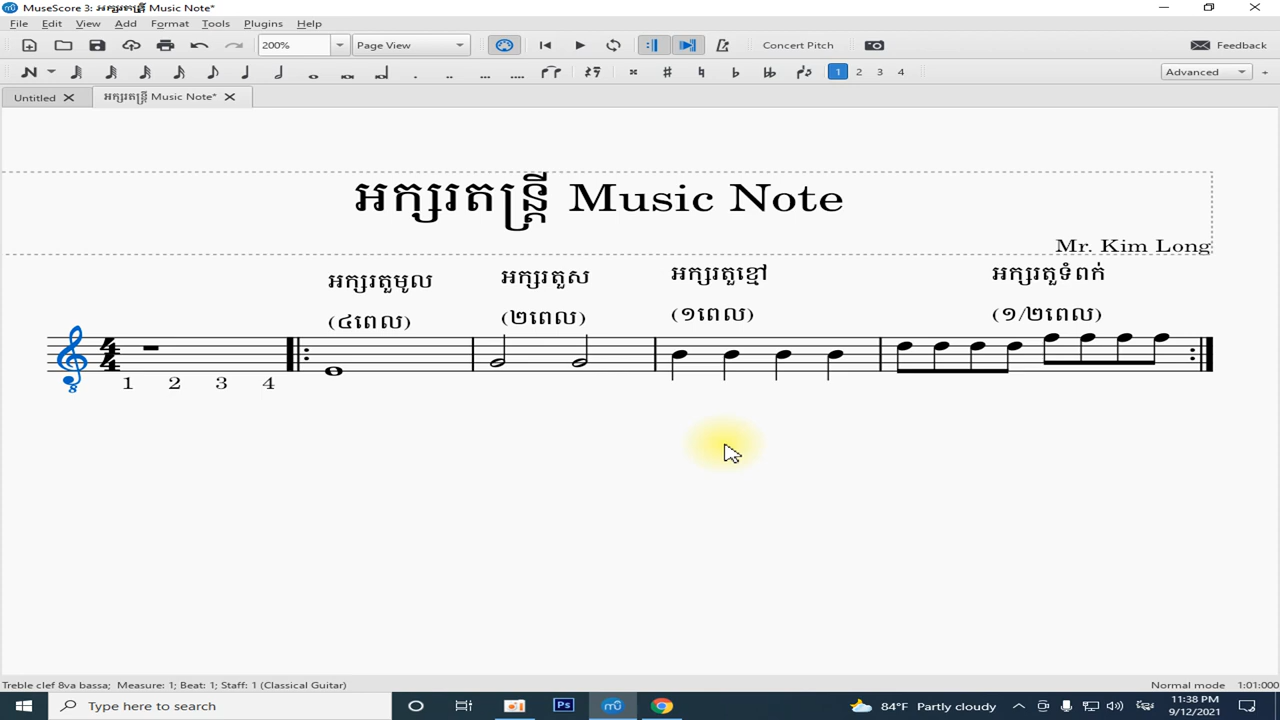 MuseScore 3: អក្សរតន្ត្រី Music Note*
File Edit View Add Format Tools Plugins Help
200% Page View Concert Pitch Feedback
1 2 3 4 Advanced
Untitled អក្សរតន្ត្រី Music Note*
អក្សរតន្ត្រី Music Note
Mr. Kim Long
អក្សរតួមូល អក្សរតួស អក្សរតួខ្មៅ អក្សរតួទំពក់
(៤ពេល) (២ពេល) (១ពេល) (១/២ពេល)
1 2 3 4
Treble clef 8va bassa; Measure: 1; Beat: 1; Staff: 1 (Classical Guitar) Normal mode 1:01:000
Type here to search 84°F Partly cloudy 11:38 PM
9/12/2021